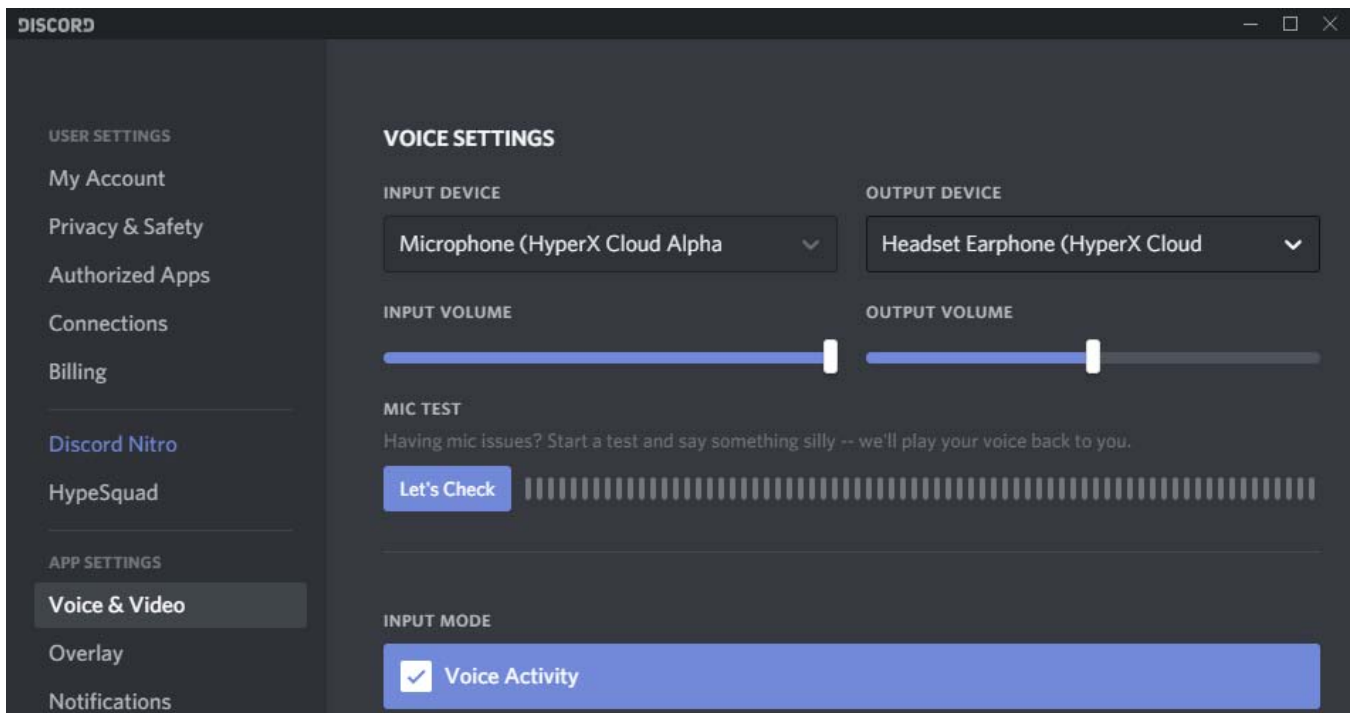 DISCORD
USER SETTINGS
My Account
Privacy & Safety
Authorized Apps
Connections
Billing
Discord Nitro
HypeSquad
APP SETTINGS
Voice & Video
Overlay
Notifications
VOICE SETTINGS
INPUT DEVICE
Microphone (HyperX Cloud Alpha
OUTPUT DEVICE
Headset Earphone (HyperX Cloud
INPUT VOLUME
OUTPUT VOLUME
MIC TEST
Having mic issues? Start a test and say something silly -- we'll play your voice back to you.
Let's Check
INPUT MODE
Voice Activity